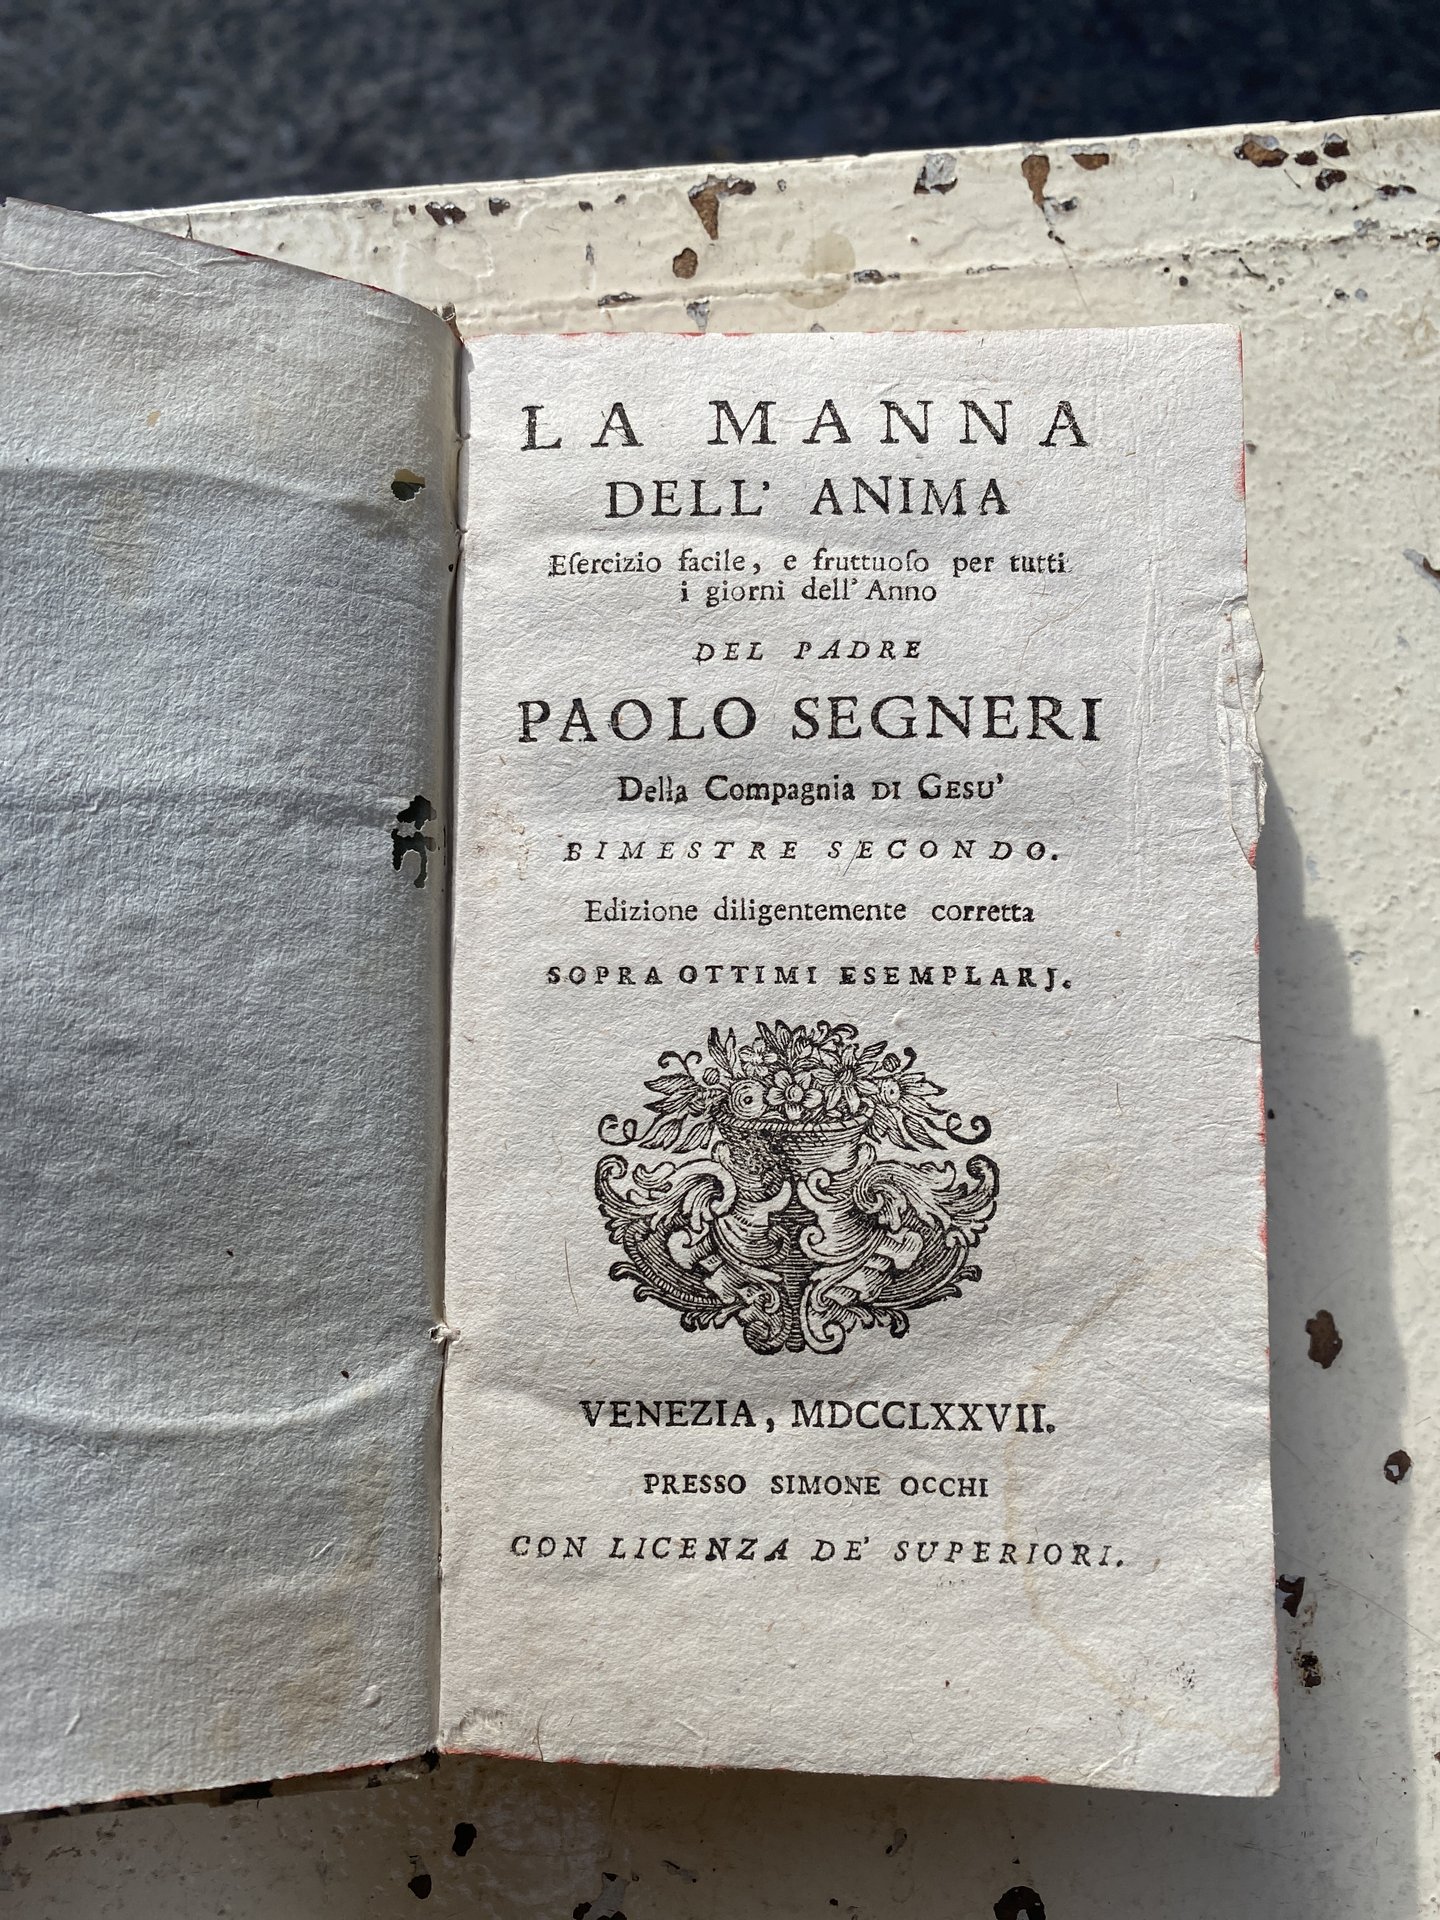 LA MANNA
DELL' ANIMA
Eſercizio facile, e fruttuoſo per tutti
i giorni dell' Anno
DEL PADRE
PAOLO SEGNERI
Della Compagnia DI GESU'
BIMESTRE SECONDO.
Edizione diligentemente corretta
SOPRA OTTIMI ESEMPLARJ.
VENEZIA, MDCCLXXVII.
PRESSO SIMONE OCCHI
CON LICENZA DE' SUPERIORI.